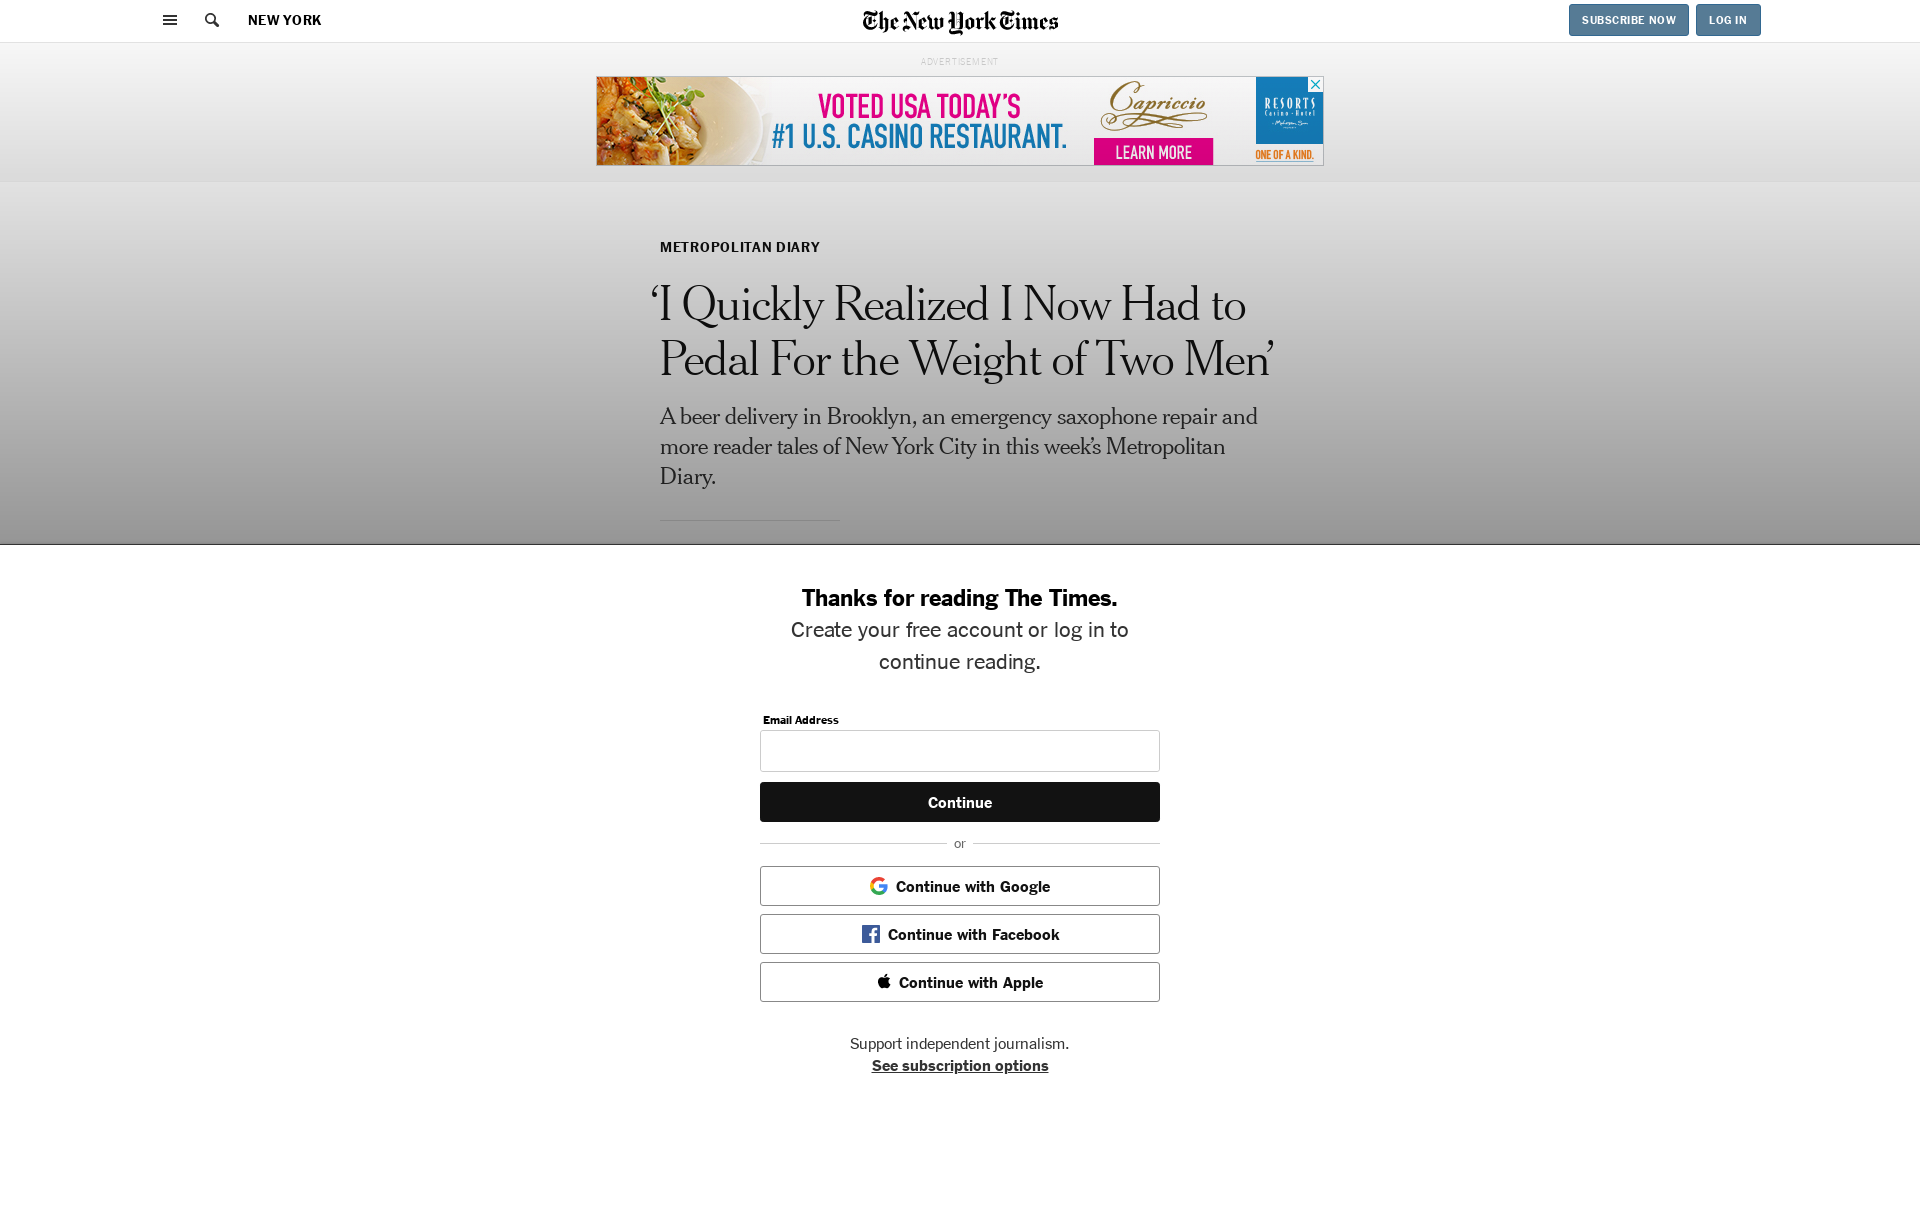 NEW YORK
The New York Times
SUBSCRIBE NOW
LOG IN
ADVERTISEMENT
VOTED USA TODAY'S
#1 U.S. CASINO RESTAURANT.
Capriccio
LEARN MORE
RESORTS
Casino - Hotel
ONE OF A KIND.
METROPOLITAN DIARY
‘I Quickly Realized I Now Had to
Pedal For the Weight of Two Men’
A beer delivery in Brooklyn, an emergency saxophone repair and
more reader tales of New York City in this week’s Metropolitan
Diary.
Thanks for reading The Times.
Create your free account or log in to
continue reading.
Email Address
Continue
or
Continue with Google
Continue with Facebook
Continue with Apple
Support independent journalism.
See subscription options